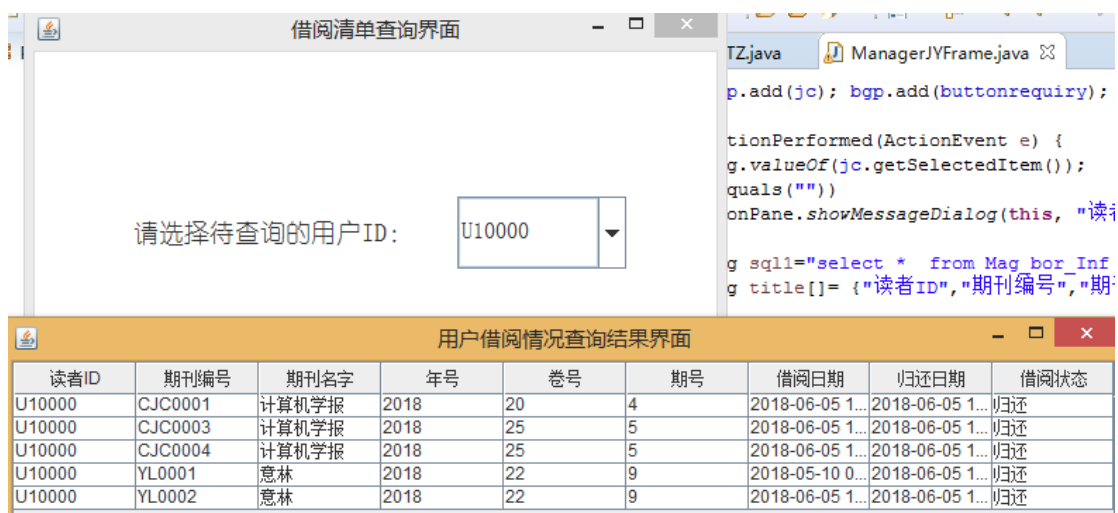 借阅清单查询界面
TZ.java
ManagerJYFrame.java
p.add(jc); bgp.add(buttonrequiry);
tionPerformed(ActionEvent e) {
g.valueOf(jc.getSelectedItem());
quals(""))
onPane.showMessageDialog(this, "读
请选择待查询的用户ID:
U10000
g sql1="select * from Mag_bor_Inf
g title[]= {"读者ID","期刊编号","期
用户借阅情况查询结果界面
读者ID 期刊编号 期刊名字 年号 卷号 期号 借阅日期 归还日期 借阅状态
U10000 CJC0001 计算机学报 2018 20 4 2018-06-05 1... 2018-06-05 1... 归还
U10000 CJC0003 计算机学报 2018 25 5 2018-06-05 1... 2018-06-05 1... 归还
U10000 CJC0004 计算机学报 2018 25 5 2018-06-05 1... 2018-06-05 1... 归还
U10000 YL0001 意林 2018 22 9 2018-05-10 0... 2018-06-05 1... 归还
U10000 YL0002 意林 2018 22 9 2018-06-05 1... 2018-06-05 1... 归还